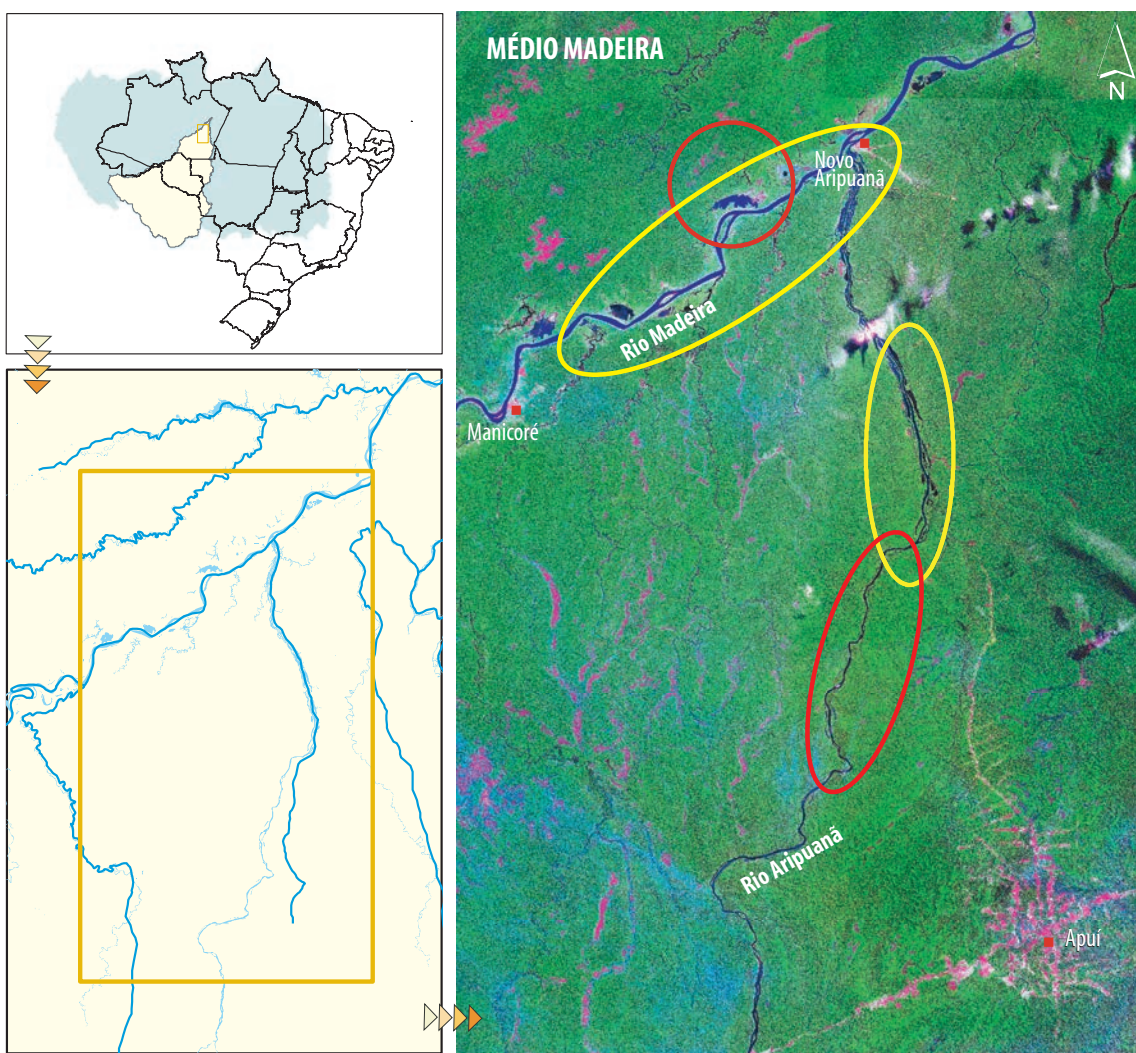 MÉDIO MADEIRA
N
Novo
Aripuanã
Rio Madeira
Manicoré
Rio Aripuanã
Apuí